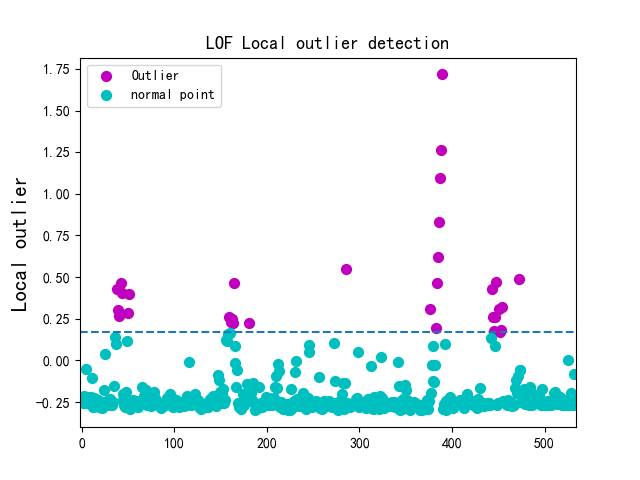 LOF Local outlier detection
Outlier
normal point
Local outlier
1.75
1.50
1.25
1.00
0.75
0.50
0.25
0.00
−0.25
0 100 200 300 400 500